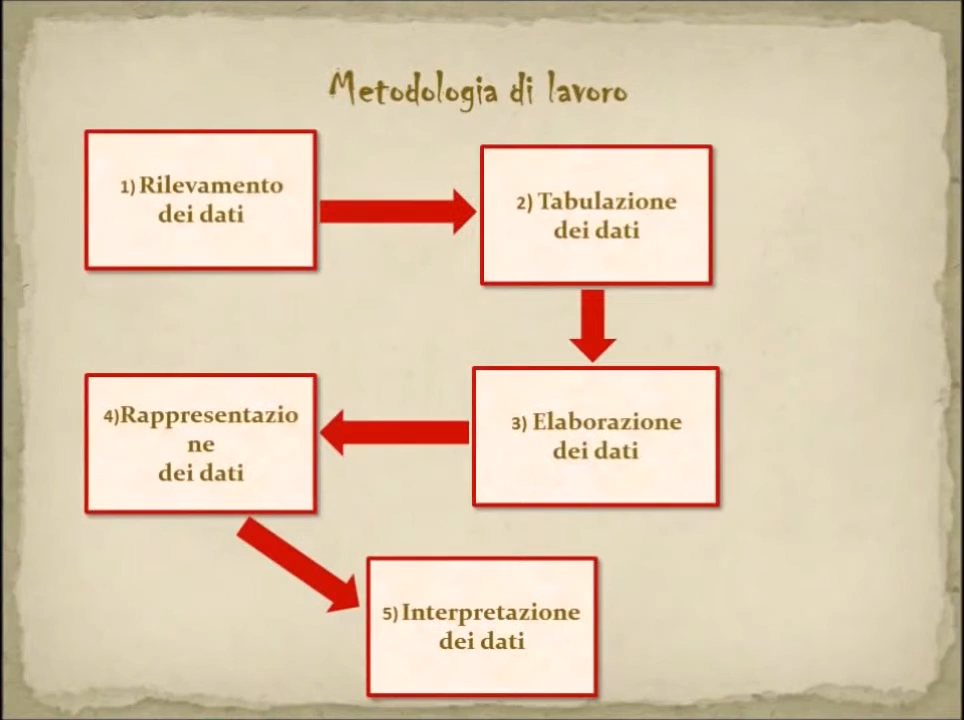 Metodologia di lavoro
1) Rilevamento
dei dati
2) Tabulazione
dei dati
3) Elaborazione
dei dati
4)Rappresentazio
ne
dei dati
5) Interpretazione
dei dati